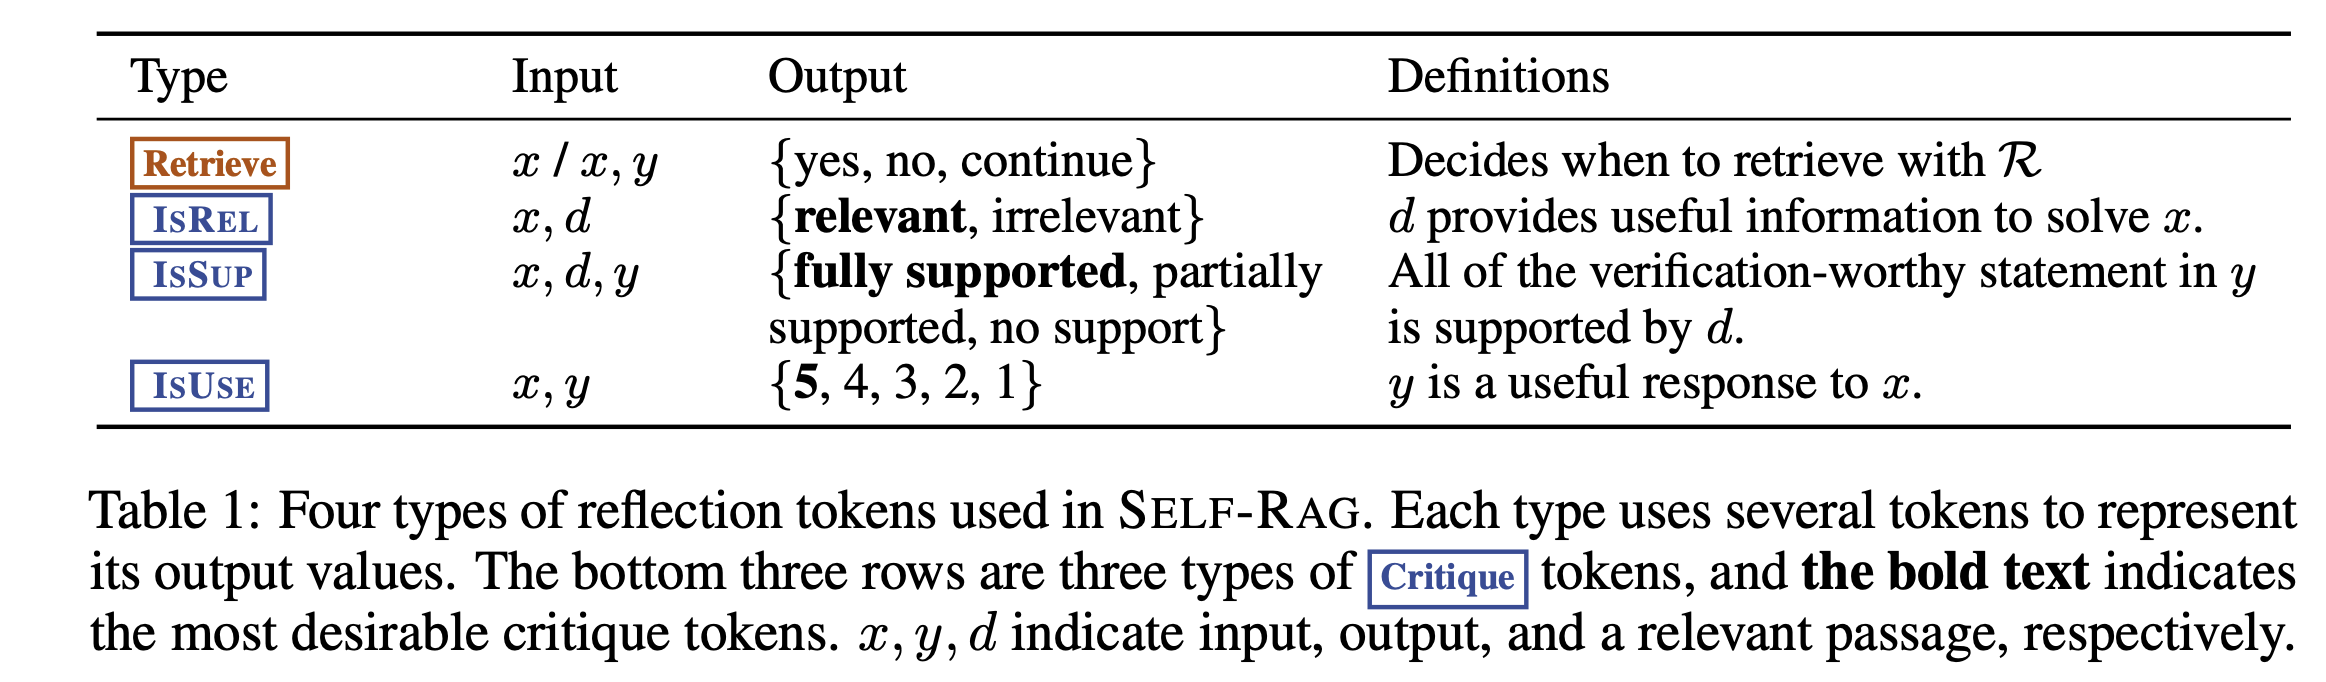 Type Input Output Definitions
Retrieve x / x, y {yes, no, continue} Decides when to retrieve with R
ISREL x, d {relevant, irrelevant} d provides useful information to solve x.
ISSUP x, d, y {fully supported, partially All of the verification-worthy statement in y
supported, no support} is supported by d.
ISUSE x, y {5, 4, 3, 2, 1} y is a useful response to x.
Table 1: Four types of reflection tokens used in SELF-RAG. Each type uses several tokens to represent
its output values. The bottom three rows are three types of Critique tokens, and the bold text indicates
the most desirable critique tokens. x, y, d indicate input, output, and a relevant passage, respectively.